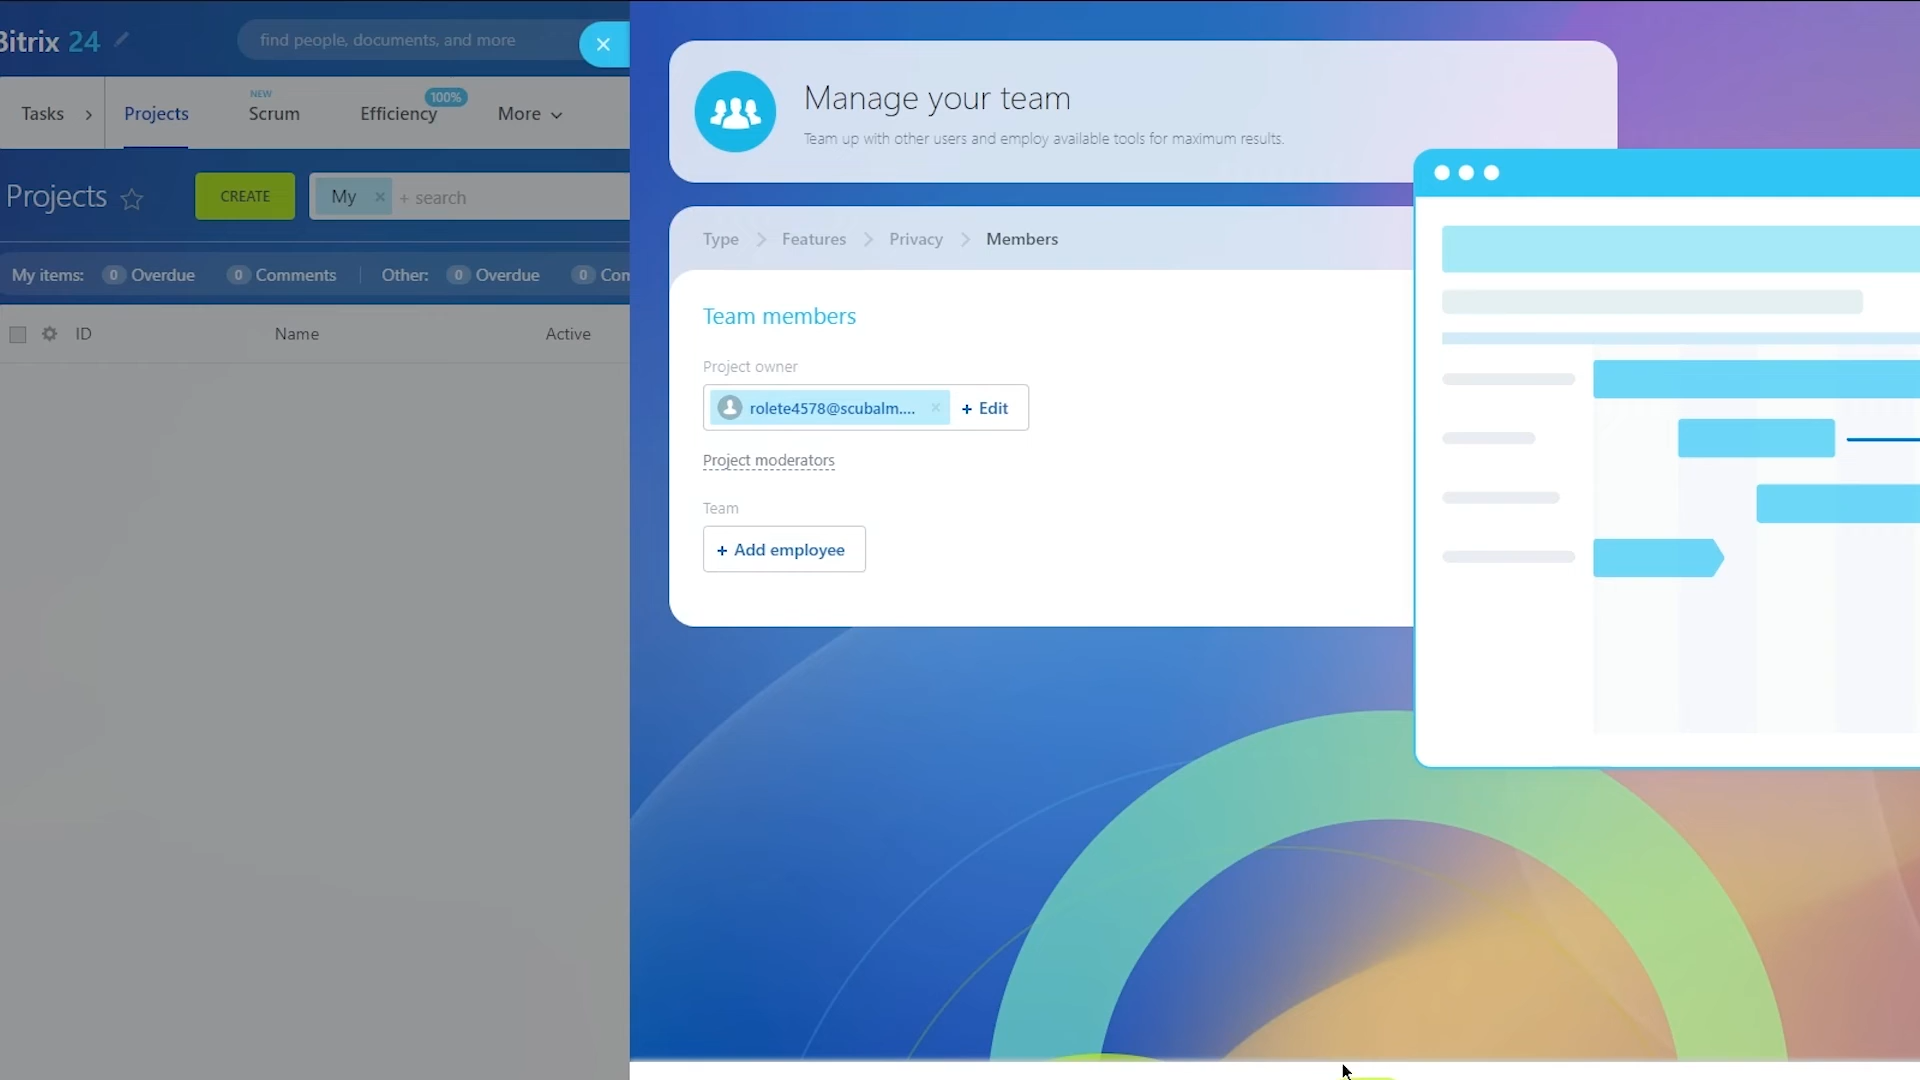 Bitrix 24
find people, documents, and more
Tasks
Projects
NEW
Scrum
Efficiency
100%
More
Projects
CREATE
My
+ search
My items:
0 Overdue
0 Comments
Other:
0 Overdue
0 Com
ID
Name
Active
Manage your team
Team up with other users and employ available tools for maximum results.
Type
Features
Privacy
Members
Team members
Project owner
rolete4578@scubalm....
+ Edit
Project moderators
Team
+ Add employee